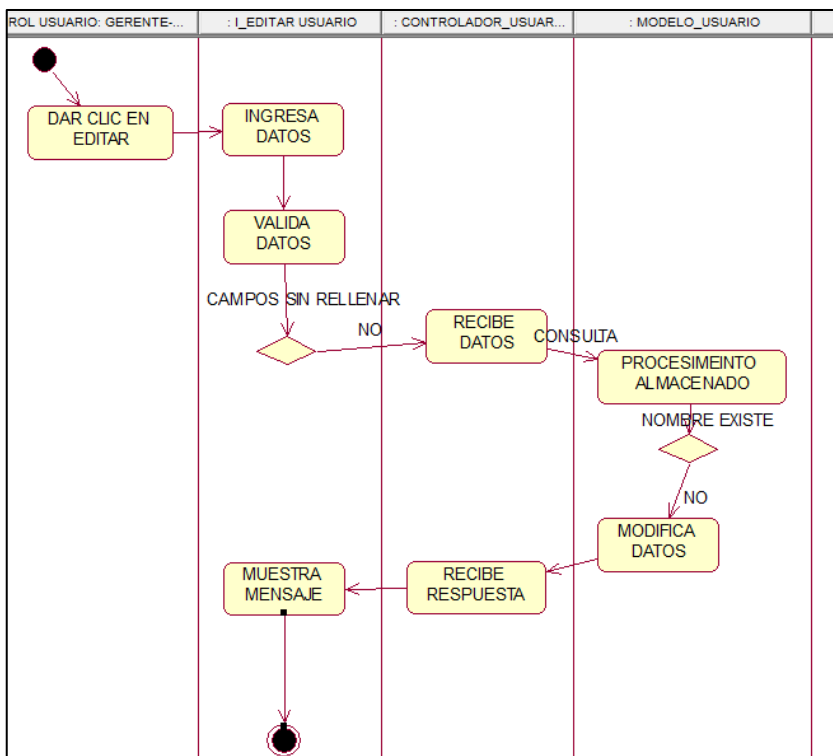 ROL USUARIO: GERENTE-...
: I_EDITAR USUARIO
: CONTROLADOR_USUAR...
: MODELO_USUARIO
DAR CLIC EN
EDITAR
INGRESA
DATOS
VALIDA
DATOS
CAMPOS SIN RELLENAR
NO
RECIBE
DATOS
CONSULTA
PROCESIMEINTO
ALMACENADO
NOMBRE EXISTE
NO
MODIFICA
DATOS
RECIBE
RESPUESTA
MUESTRA
MENSAJE